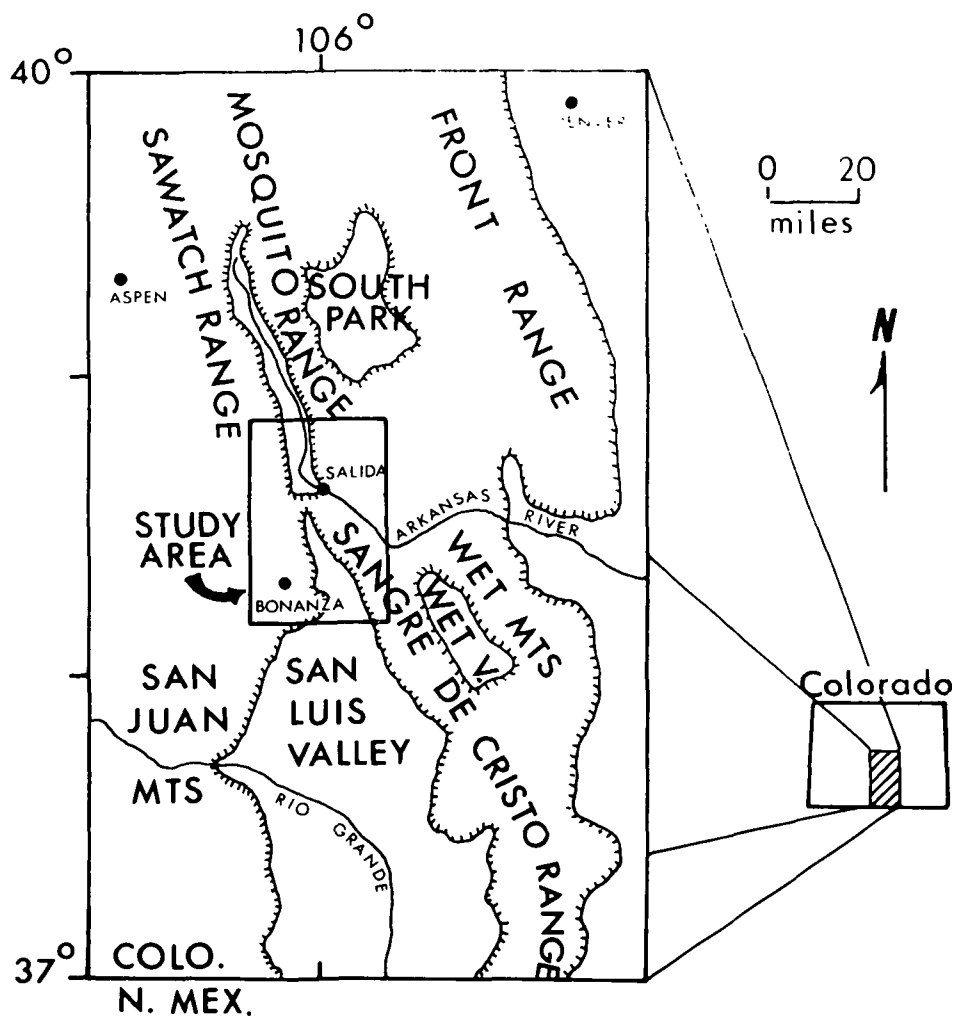 106°
40°
MOSQUITO RANGE
SAWATCH RANGE
FRONT RANGE
0 20
miles
ASPEN
SOUTH
PARK
N
SALIDA
ARKANSAS RIVER
STUDY
AREA
BONANZA
SANGRE DE CRISTO RANGE
WET MTS
WET V.
SAN
JUAN
MTS
SAN
LUIS
VALLEY
Colorado
RIO GRANDE
37°
COLO.
N. MEX.